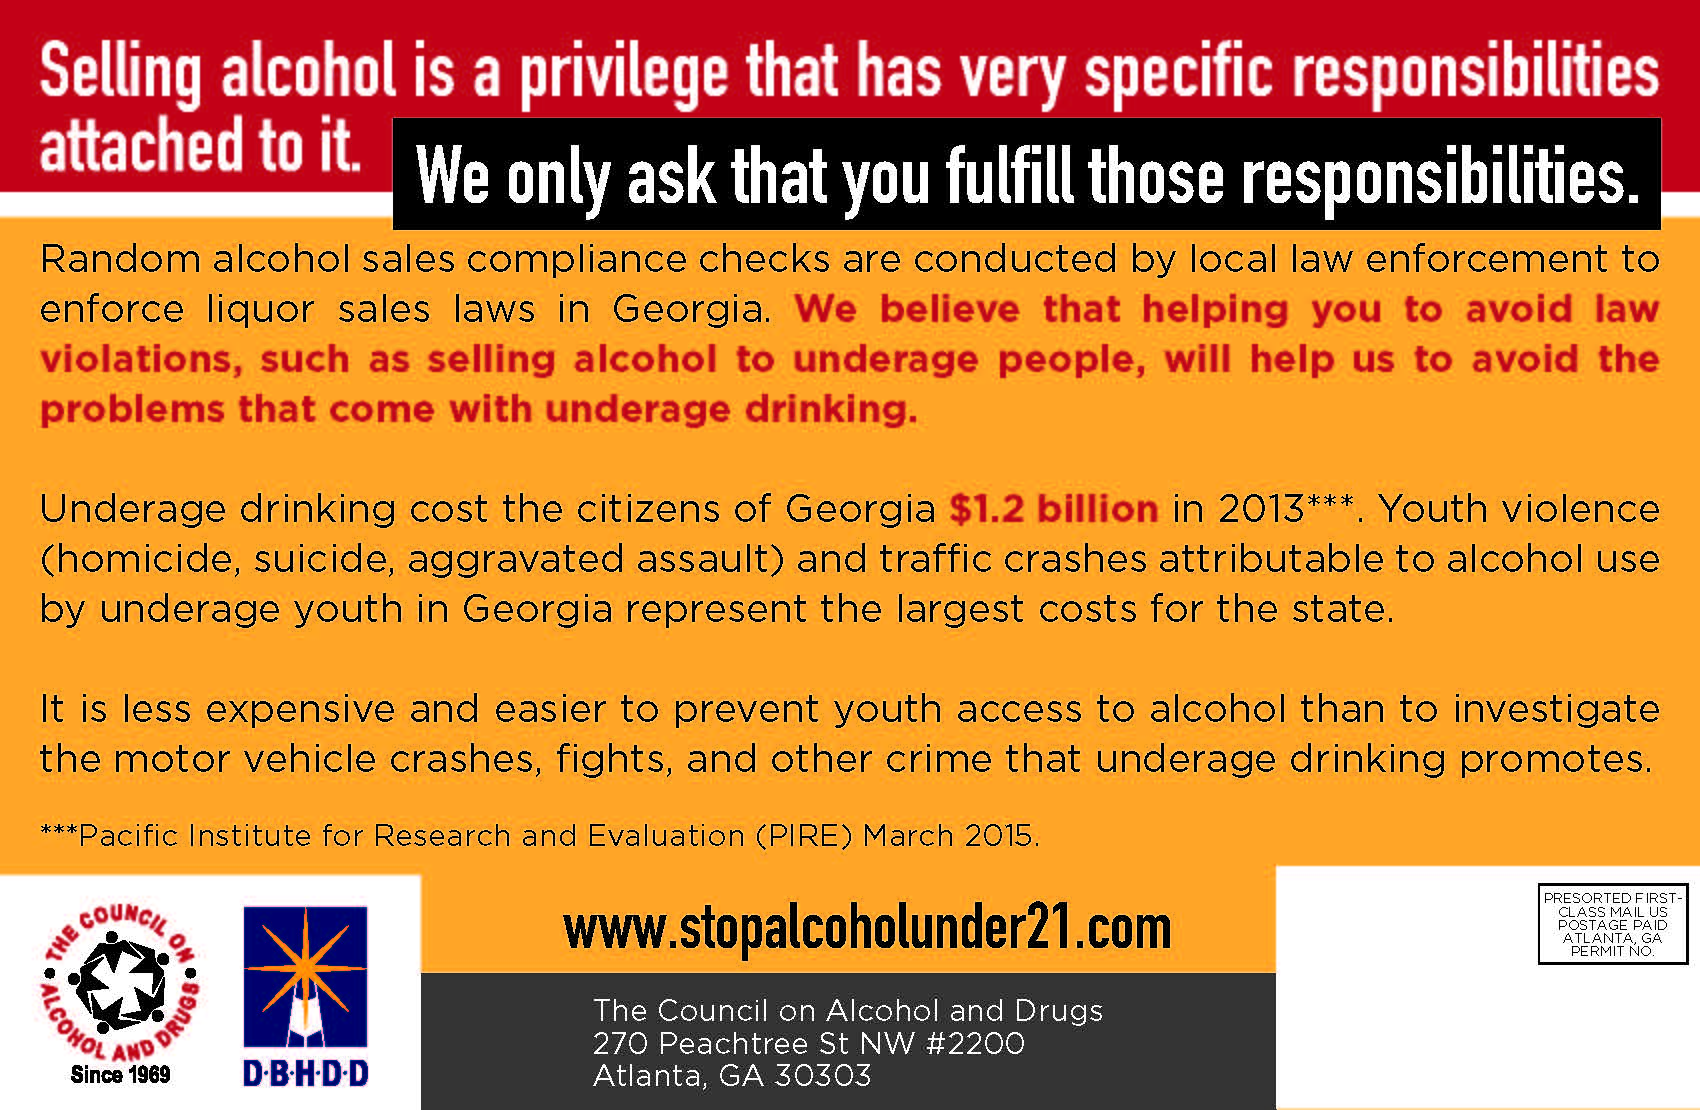 Selling alcohol is a privilege that has very specific responsibilities
attached to it.
We only ask that you fulfill those responsibilities.
Random alcohol sales compliance checks are conducted by local law enforcement to
enforce liquor sales laws in Georgia. We believe that helping you to avoid law
violations, such as selling alcohol to underage people, will help us to avoid the
problems that come with underage drinking.
Underage drinking cost the citizens of Georgia $1.2 billion in 2013***. Youth violence
(homicide, suicide, aggravated assault) and traffic crashes attributable to alcohol use
by underage youth in Georgia represent the largest costs for the state.
It is less expensive and easier to prevent youth access to alcohol than to investigate
the motor vehicle crashes, fights, and other crime that underage drinking promotes.
***Pacific Institute for Research and Evaluation (PIRE) March 2015.
THE COUNCIL ON
ALCOHOL AND DRUGS
Since 1969
D·B·H·D·D
www.stopalcoholunder21.com
The Council on Alcohol and Drugs
270 Peachtree St NW #2200
Atlanta, GA 30303
PRESORTED FIRST-
CLASS MAIL US
POSTAGE PAID
ATLANTA, GA
PERMIT NO.